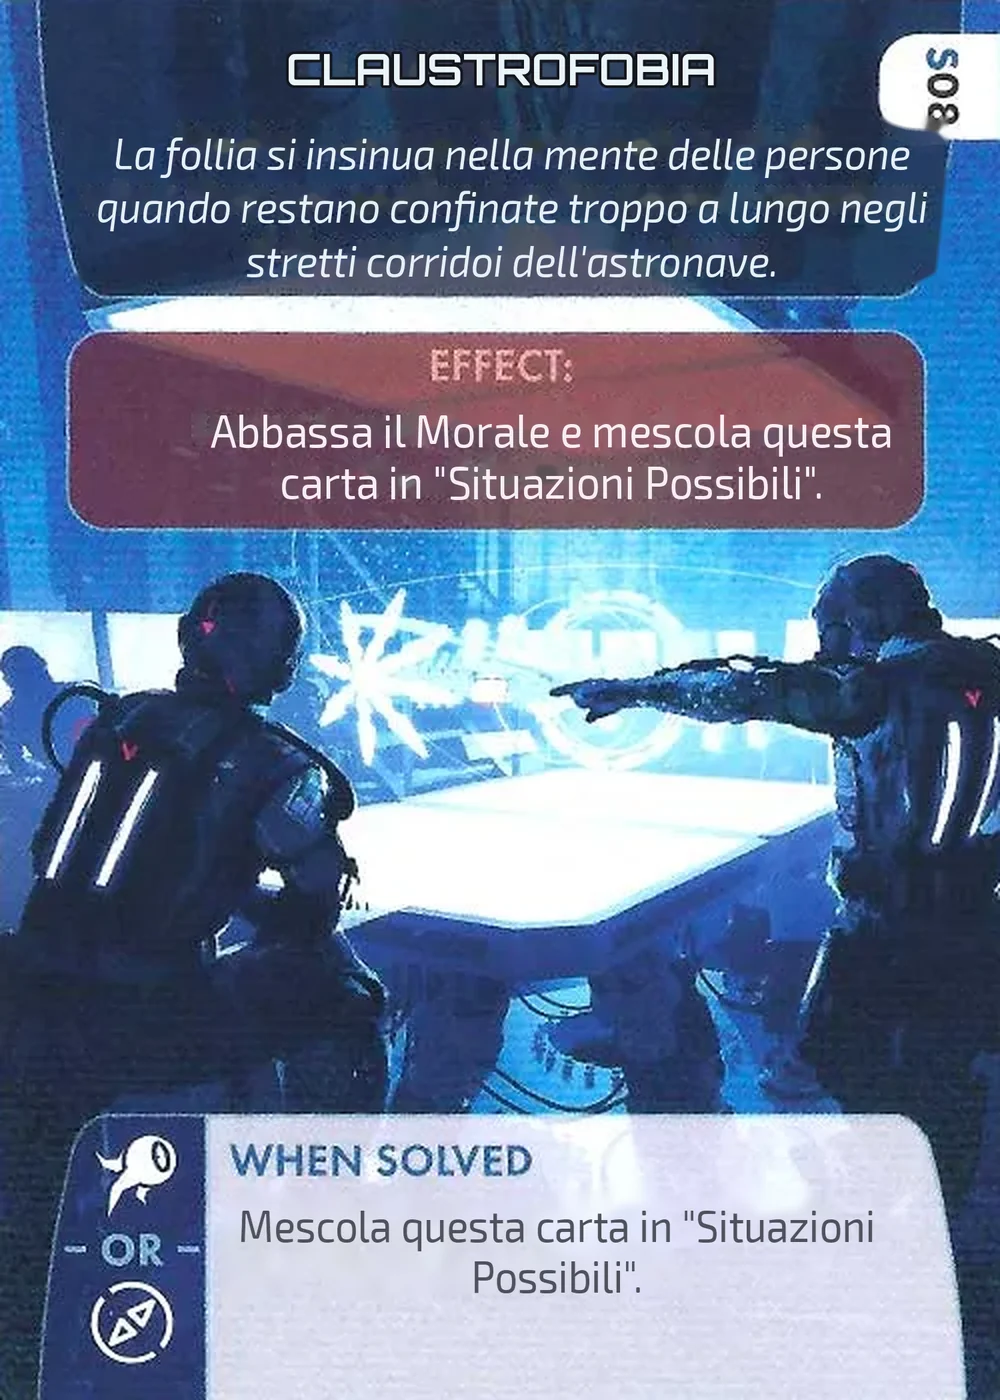 CLAUSTROFOBIA
La follia si insinua nella mente delle persone
quando restano confinate troppo a lungo negli
stretti corridoi dell'astronave.
EFFECT:
Abbassa il Morale e mescola questa
carta in "Situazioni Possibili".
WHEN SOLVED
- OR -
Mescola questa carta in "Situazioni
Possibili".